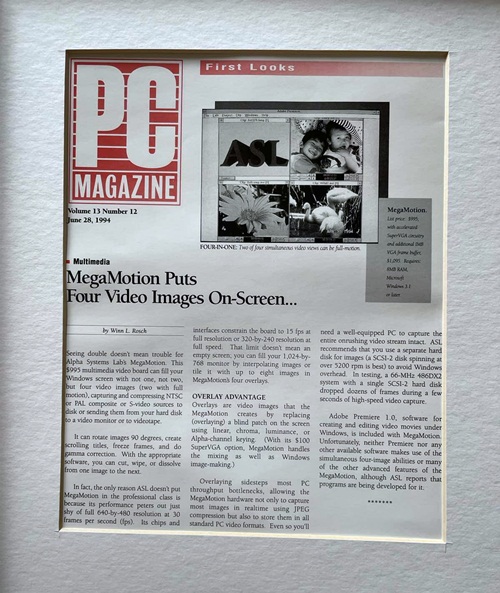 PC
MAGAZINE
First Looks
Volume 13 Number 12
June 28, 1994
ASL
FOUR-IN-ONE: Two of four simultaneous video views can be full-motion.
MegaMotion.
List price: $995,
with accelerated
SuperVGA circuitry
and additional 1MB
VGA frame buffer,
$1,095. Requires:
8MB RAM,
Microsoft
Windows 3.1
or later.
Multimedia
MegaMotion Puts
Four Video Images On-Screen...
by Winn L. Rosch
Seeing double doesn't mean trouble for
Alpha Systems Lab's MegaMotion. This
$995 multimedia video board can fill your
Windows screen with not one, not two,
but four video images (two with full
motion), capturing and compressing NTSC
or PAL composite or S-video sources to
disk or sending them from your hard disk
to a video monitor or to videotape.
It can rotate images 90 degrees, create
scrolling titles, freeze frames, and do
gamma correction. With the appropriate
software, you can cut, wipe, or dissolve
from one image to the next.
In fact, the only reason ASL doesn't put
MegaMotion in the professional class is
because its performance peters out just
shy of full 640-by-480 resolution at 30
frames per second (fps). Its chips and
interfaces constrain the board to 15 fps at
full resolution or 320-by-240 resolution at
full speed. That limit doesn't mean an
empty screen; you can fill your 1,024-by-
768 monitor by interpolating images or
tile it with up to eight images in
MegaMotion's four overlays.
OVERLAY ADVANTAGE
Overlays are video images that the
MegaMotion creates by replacing
(overlaying) a blind patch on the screen
using linear, chroma, luminance, or
Alpha-channel keying. (With its $100
SuperVGA option, MegaMotion handles
the mixing as well as Windows
image-making.)
Overlaying sidesteps most PC
throughput bottlenecks, allowing the
MegaMotion hardware not only to capture
most images in realtime using JPEG
compression but also to store them in all
standard PC video formats. Even so you'll
need a well-equipped PC to capture the
entire onrushing video stream intact. ASL
recommends that you use a separate hard
disk for images (a SCSI-2 disk spinning at
over 5200 rpm is best) to avoid Windows
overhead. In testing, a 66-MHz 486DX2
system with a single SCSI-2 hard disk
dropped dozens of frames during a few
seconds of high-speed video capture.
Adobe Premiere 1.0, software for
creating and editing video movies under
Windows, is included with MegaMotion.
Unfortunately, neither Premiere nor any
other available software makes use of the
simultaneous four-image abilities or many
of the other advanced features of the
MegaMotion, although ASL reports that
programs are being developed for it.
*******